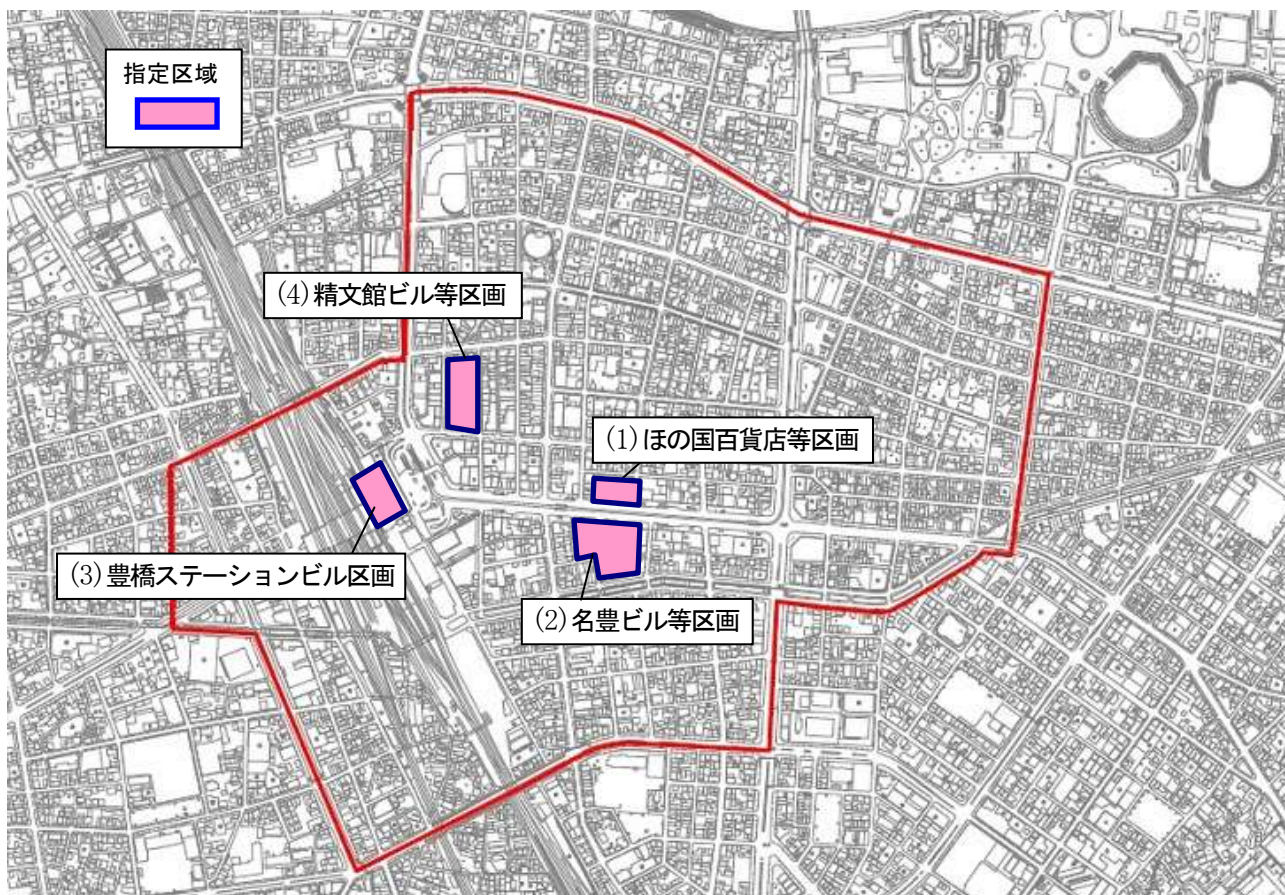 指定区域
(4)精文館ビル等区画
(1)ほの国百貨店等区画
(3)豊橋ステーションビル区画
(2)名豊ビル等区画